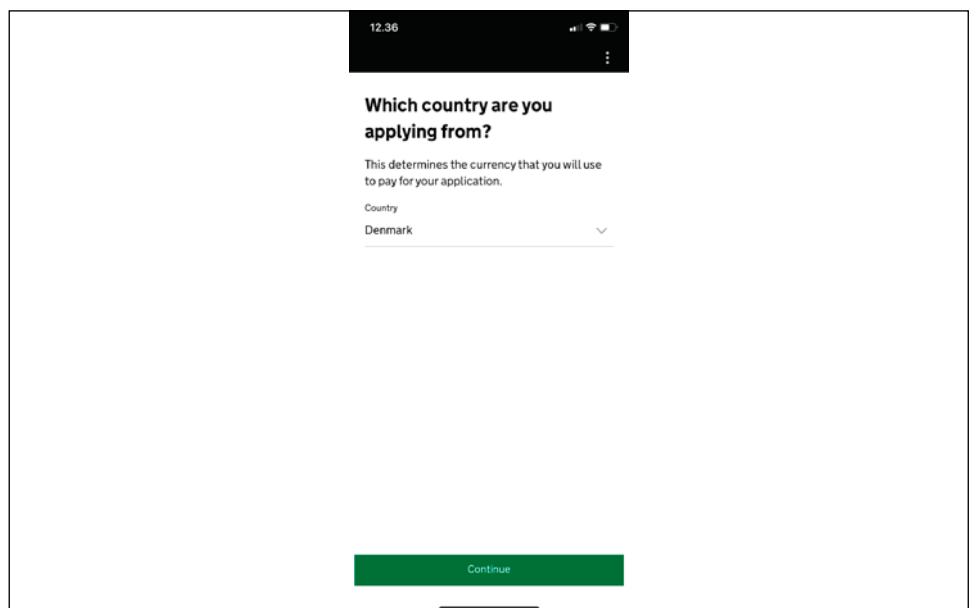 12.36
Which country are you
applying from?
This determines the currency that you will use
to pay for your application.
Country
Denmark
Continue